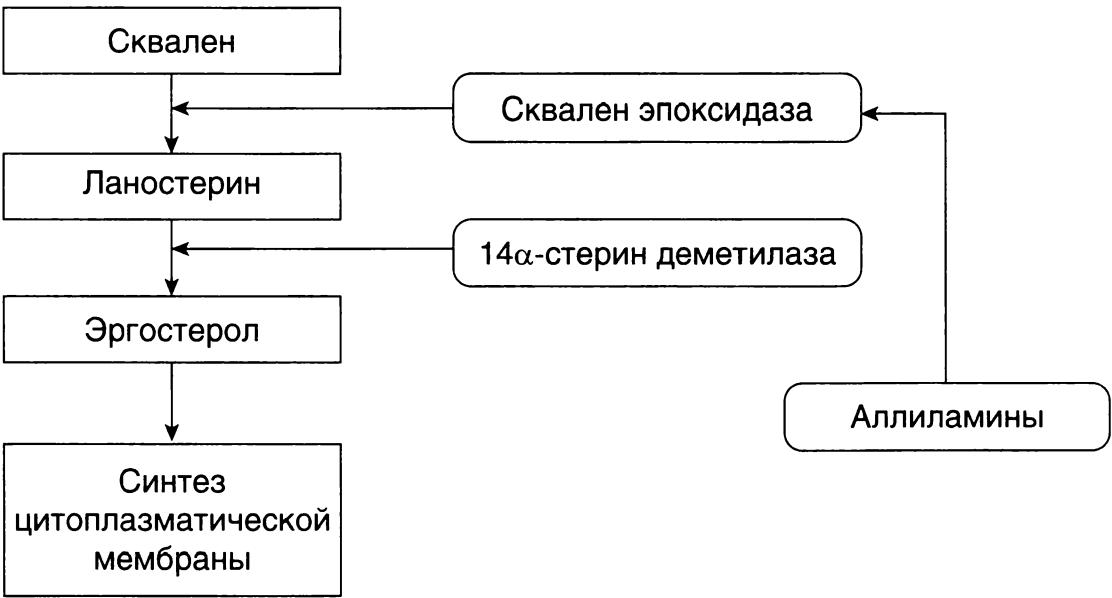 Сквален
Сквален эпоксидаза
Ланостерин
14α-стерин деметилаза
Эргостерол
Аллиламины
Синтез
цитоплазматической
мембраны